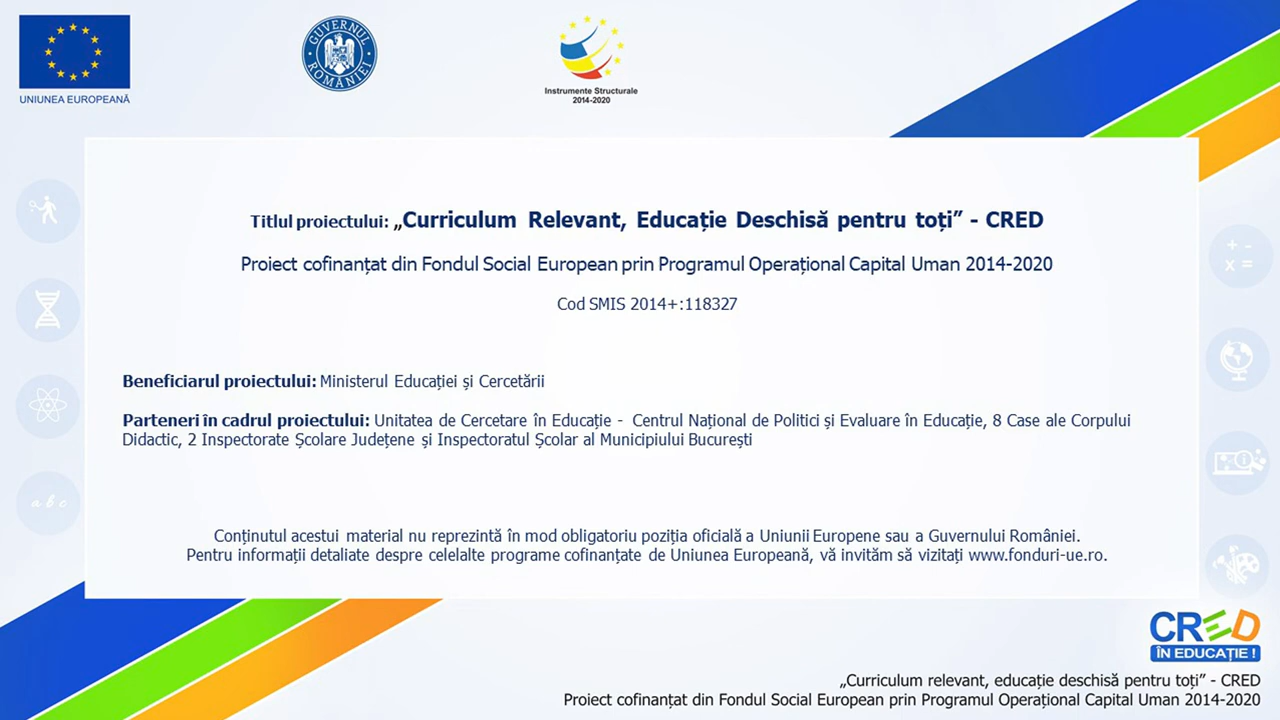 UNIUNEA EUROPEANĂ
GUVERNUL ROMÂNIEI
Instrumente Structurale
2014-2020
Titlul proiectului: „Curriculum Relevant, Educație Deschisă pentru toți” - CRED
Proiect cofinanțat din Fondul Social European prin Programul Operațional Capital Uman 2014-2020
Cod SMIS 2014+:118327
Beneficiarul proiectului: Ministerul Educației și Cercetării
Parteneri în cadrul proiectului: Unitatea de Cercetare în Educație - Centrul Național de Politici și Evaluare în Educație, 8 Case ale Corpului
Didactic, 2 Inspectorate Școlare Județene și Inspectoratul Școlar al Municipiului București
a b c
Conținutul acestui material nu reprezintă în mod obligatoriu poziția oficială a Uniunii Europene sau a Guvernului României.
Pentru informații detaliate despre celelalte programe cofinanțate de Uniunea Europeană, vă invităm să vizitați www.fonduri-ue.ro.
CRED
ÎN EDUCAȚIE !
„Curriculum relevant, educație deschisă pentru toți” - CRED
Proiect cofinanțat din Fondul Social European prin Programul Operațional Capital Uman 2014-2020